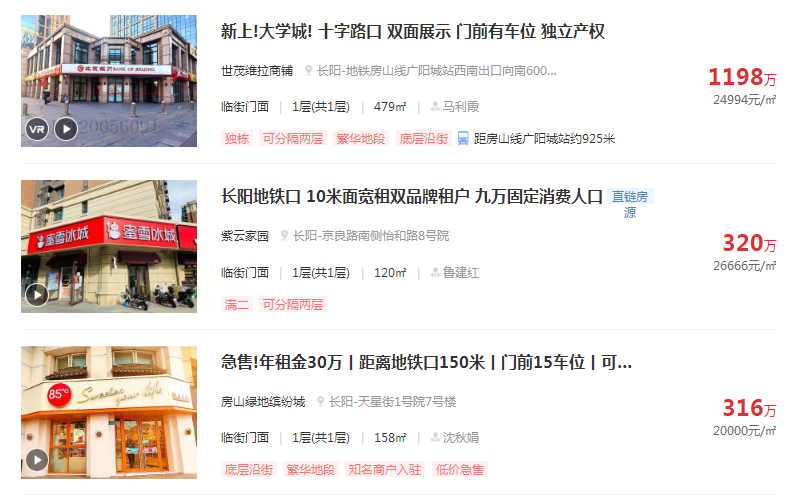 新上!大学城! 十字路口 双面展示 门前有车位 独立产权
世茂维拉商铺 长阳-地铁房山线广阳城站西南出口向南600...
临街门面 | 1层(共1层) | 479㎡ | 马利霞
独栋 可分隔两层 繁华地段 底层沿街 距房山线广阳城站约925米
1198万
24994元/㎡
北京银行 BANK OF BEIJING
VR
长阳地铁口 10米面宽租双品牌租户 九万固定消费人口 直链房源
紫云家园 长阳-京良路南侧怡和路8号院
临街门面 | 1层(共1层) | 120㎡ | 鲁建红
满二 可分隔两层
320万
26666元/㎡
蜜雪冰城 蜜雪冰城
急售!年租金30万丨距离地铁口150米丨门前15车位丨可...
房山绿地缤纷城 长阳-天星街1号院7号楼
临街门面 | 1层(共1层) | 158㎡ | 沈秋娟
底层沿街 繁华地段 知名商户入驻 低价急售
316万
20000元/㎡
85℃